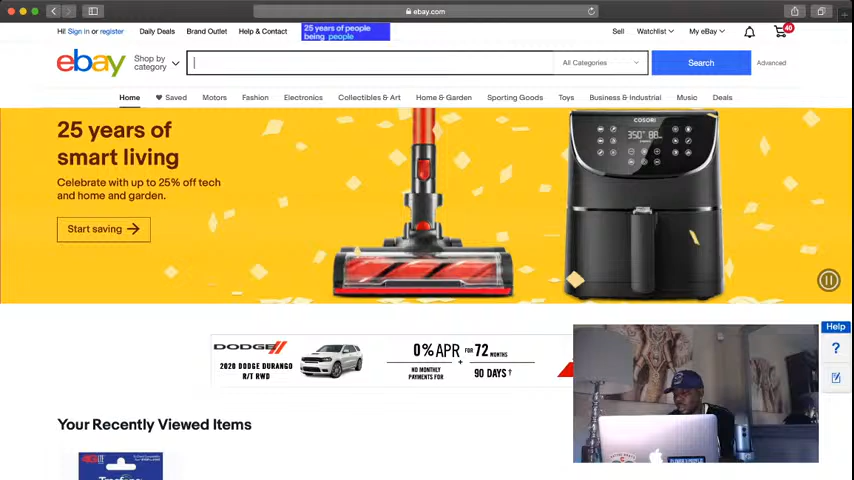 ebay.com
Hi! Sign in or register
Daily Deals
Brand Outlet
Help & Contact
25 years of people
being people
Sell
Watchlist
My eBay
40
ebay
Shop by
category
All Categories
Search
Advanced
Home
Saved
Motors
Fashion
Electronics
Collectibles & Art
Home & Garden
Sporting Goods
Toys
Business & Industrial
Music
Deals
25 years of
smart living
Celebrate with up to 25% off tech
and home and garden.
Start saving
COSORI
350°
Help
?
DODGE
2020 DODGE DURANGO
R/T RWD
0% APR FOR 72 MONTHS
+
NO MONTHLY
PAYMENTS FOR
90 DAYS†
Your Recently Viewed Items
4G LTE
Tracfone